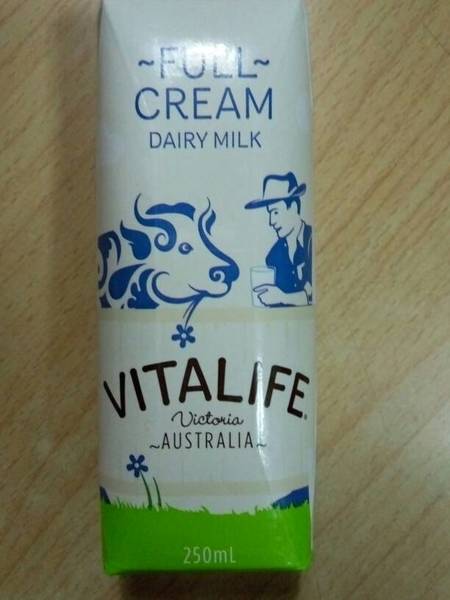 ~FULL~
CREAM
DAIRY MILK
VITALIFE®
Victoria
~AUSTRALIA~
250mL